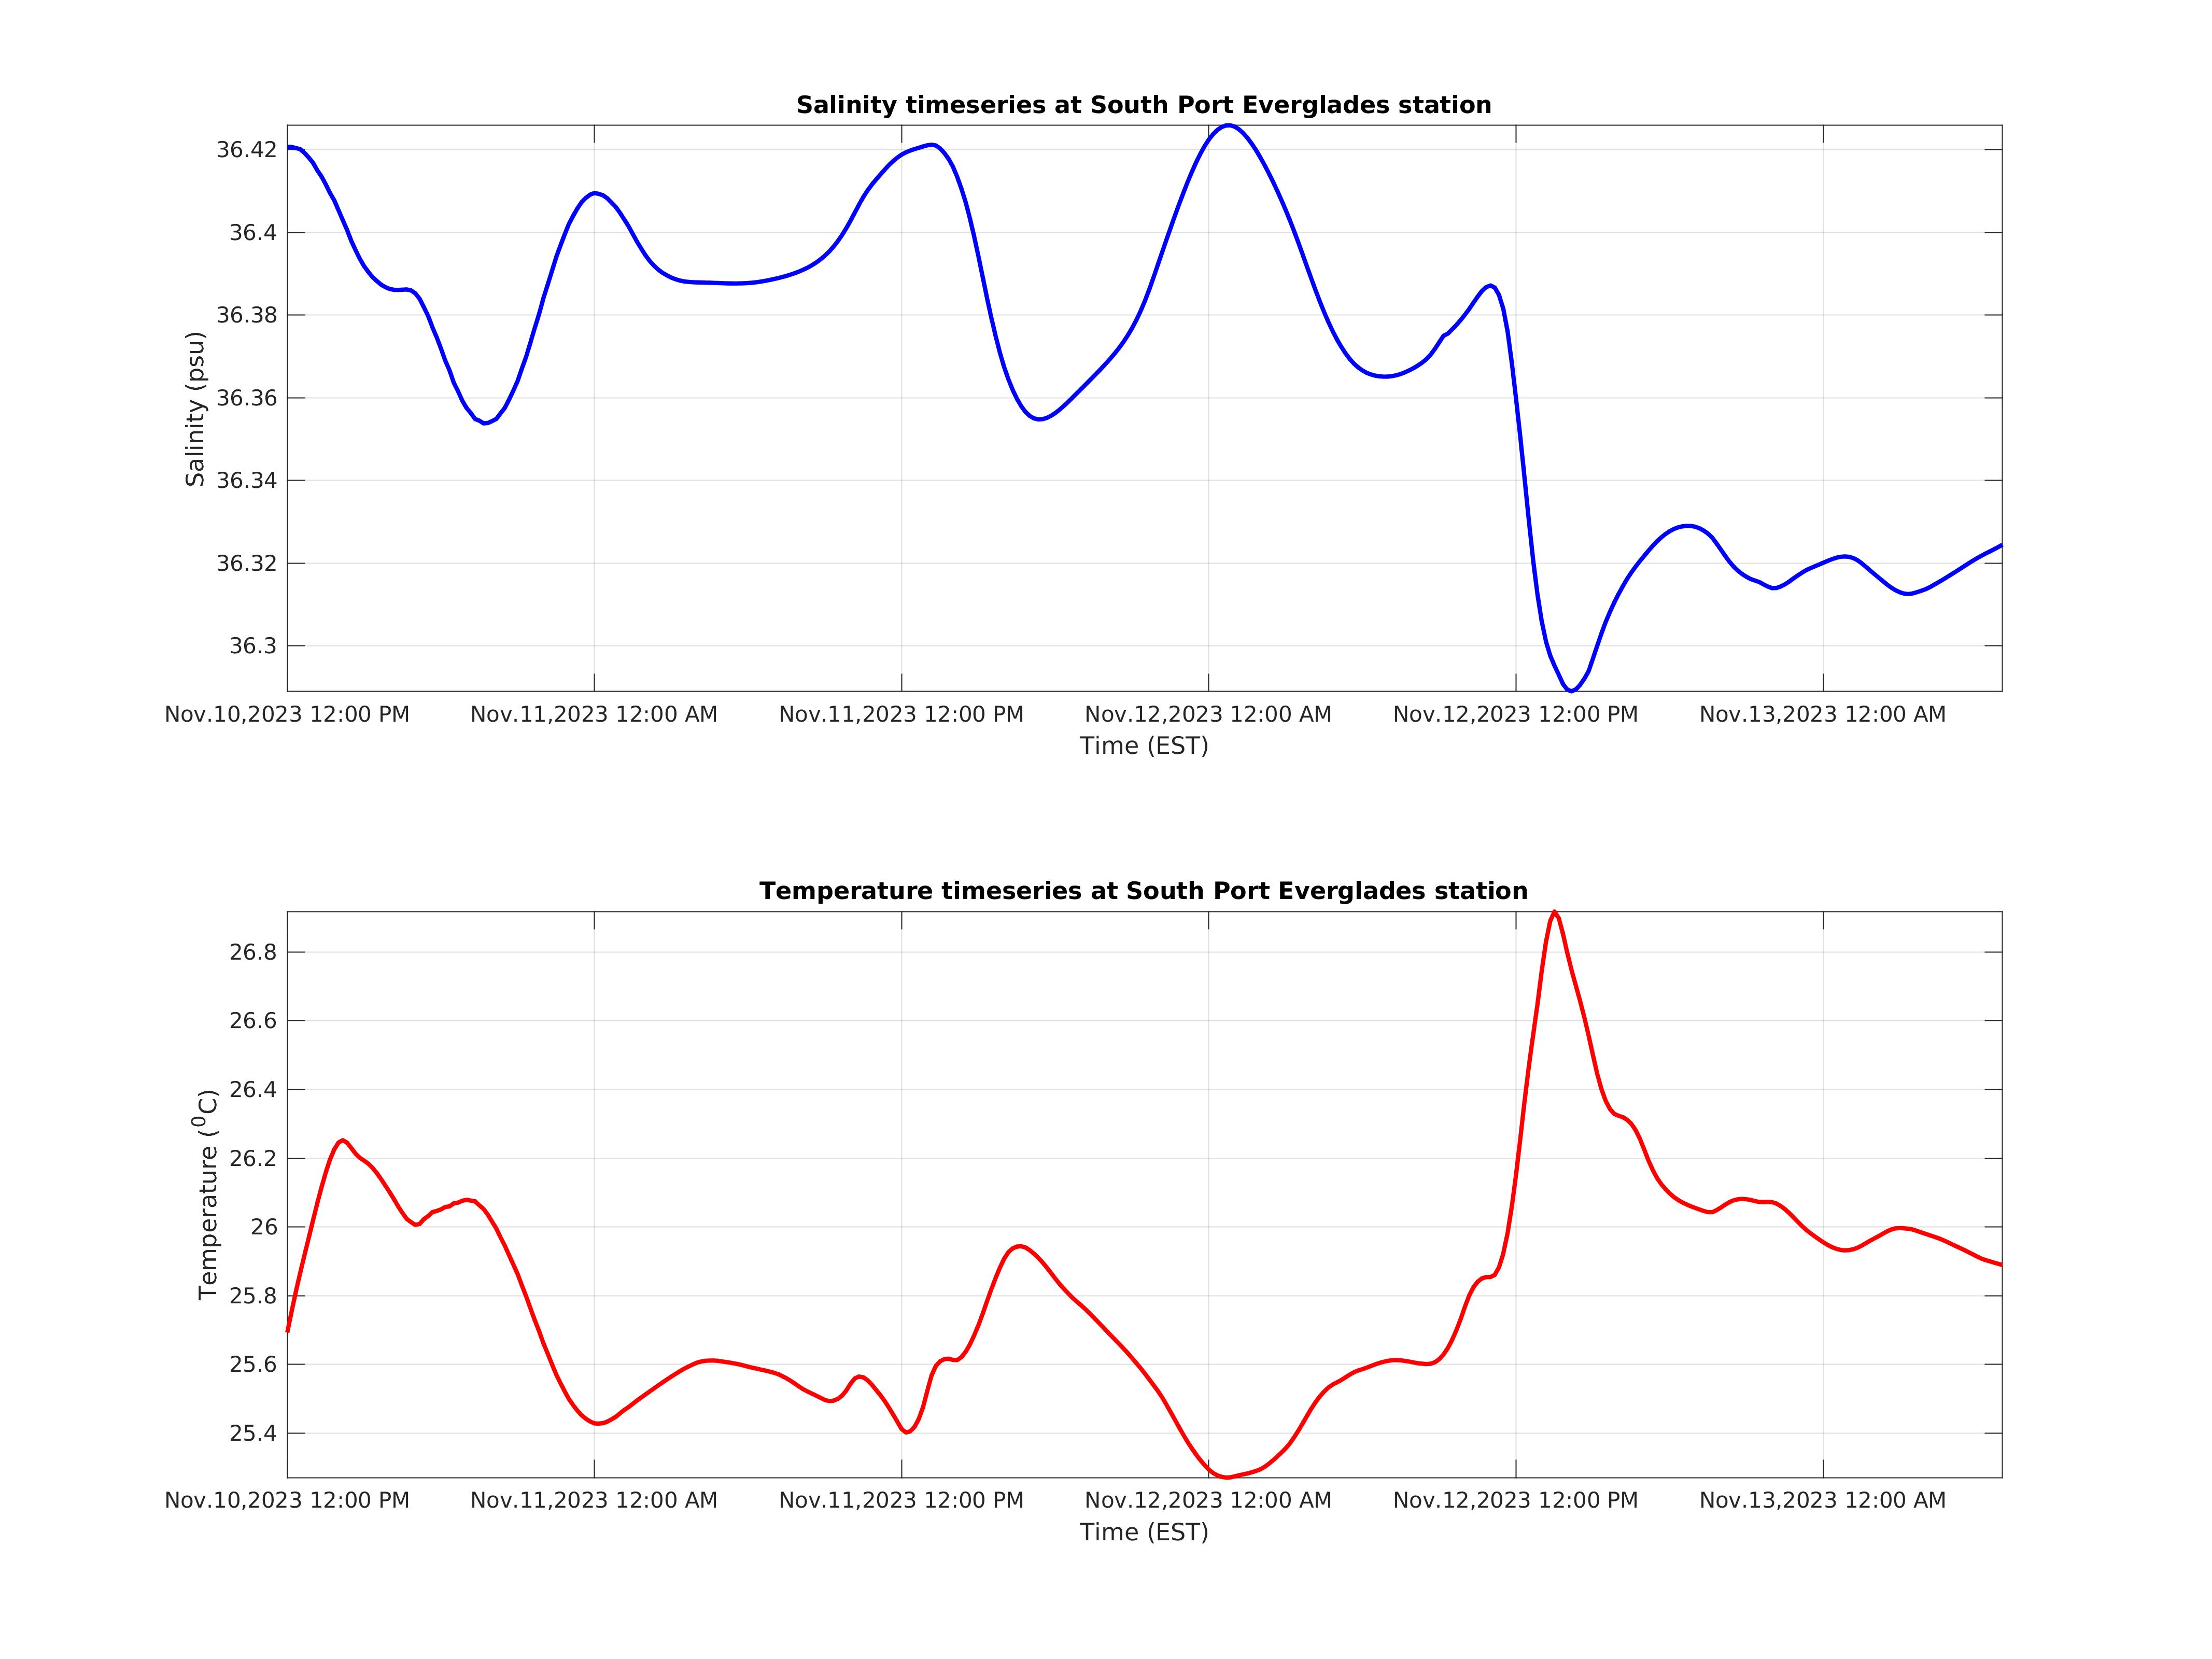 Salinity timeseries at South Port Everglades station
36.42
36.4
36.38
36.36
36.34
36.32
36.3
Salinity (psu)
Nov.10,2023 12:00 PM Nov.11,2023 12:00 AM Nov.11,2023 12:00 PM Nov.12,2023 12:00 AM Nov.12,2023 12:00 PM Nov.13,2023 12:00 AM
Time (EST)
Temperature timeseries at South Port Everglades station
26.8
26.6
26.4
26.2
26
25.8
25.6
25.4
Temperature (⁰C)
Nov.10,2023 12:00 PM Nov.11,2023 12:00 AM Nov.11,2023 12:00 PM Nov.12,2023 12:00 AM Nov.12,2023 12:00 PM Nov.13,2023 12:00 AM
Time (EST)